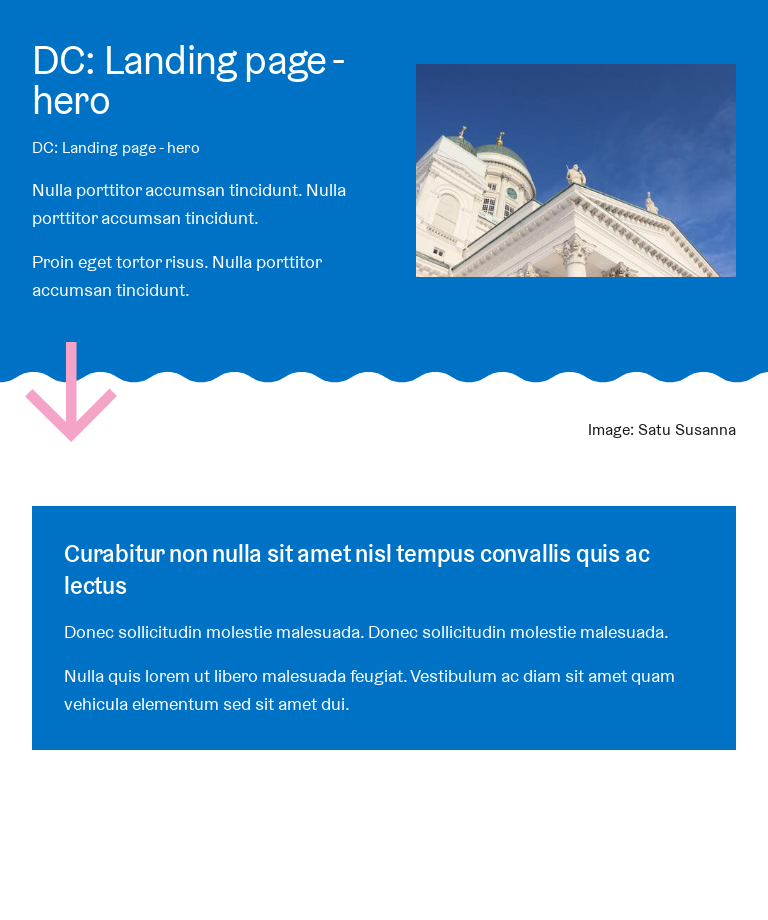 DC: Landing page -
hero
DC: Landing page - hero
Nulla porttitor accumsan tincidunt. Nulla
porttitor accumsan tincidunt.
Proin eget tortor risus. Nulla porttitor
accumsan tincidunt.
Image: Satu Susanna
Curabitur non nulla sit amet nisl tempus convallis quis ac
lectus
Donec sollicitudin molestie malesuada. Donec sollicitudin molestie malesuada.
Nulla quis lorem ut libero malesuada feugiat. Vestibulum ac diam sit amet quam
vehicula elementum sed sit amet dui.